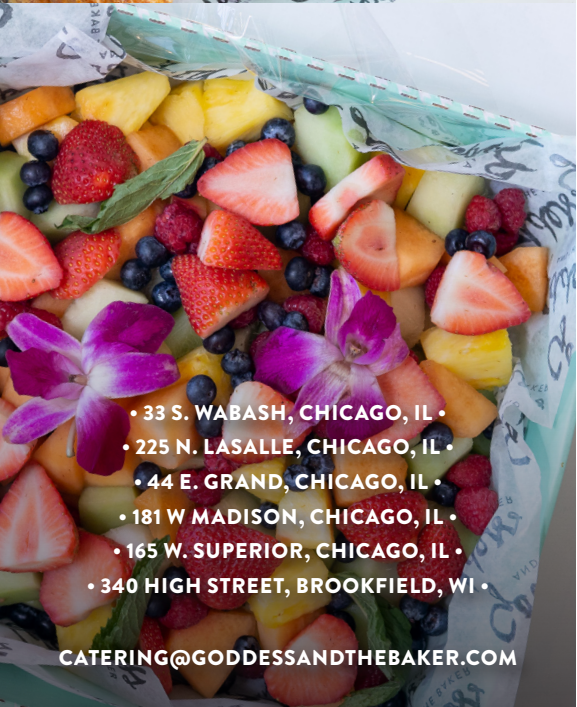 • 33 S. WABASH, CHICAGO, IL •
• 225 N. LASALLE, CHICAGO, IL •
• 44 E. GRAND, CHICAGO, IL •
• 181 W MADISON, CHICAGO, IL •
• 165 W. SUPERIOR, CHICAGO, IL •
• 340 HIGH STREET, BROOKFIELD, WI •
CATERING@GODDESSANDTHEBAKER.COM